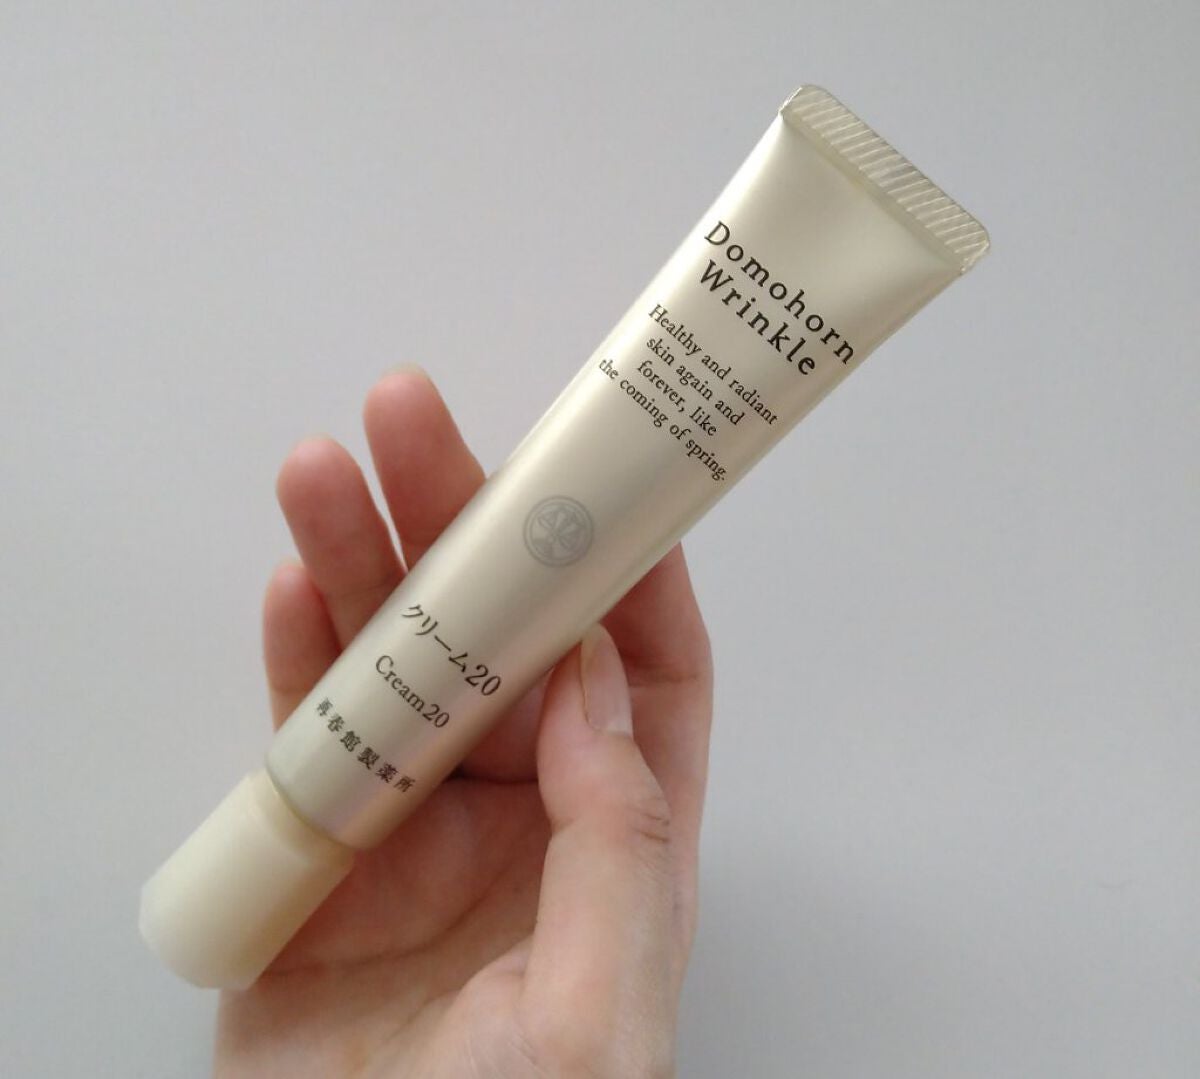 Domohorn
Wrinkle
Healthy and radiant
skin again and
forever, like
the coming of spring.
クリーム20
Cream20
再春館製薬所